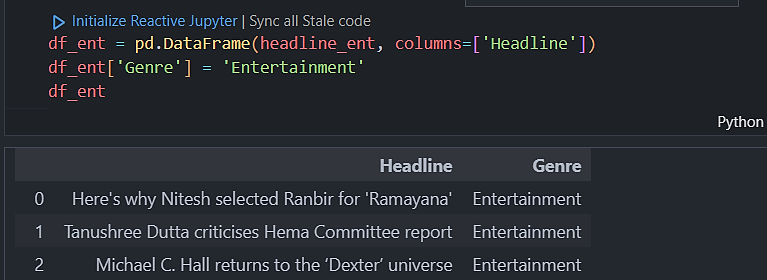 Initialize Reactive Jupyter | Sync all Stale code
df_ent = pd.DataFrame(headline_ent, columns=['Headline'])
df_ent['Genre'] = 'Entertainment'
df_ent
Python
Headline Genre
0 Here's why Nitesh selected Ranbir for 'Ramayana' Entertainment
1 Tanushree Dutta criticises Hema Committee report Entertainment
2 Michael C. Hall returns to the ‘Dexter’ universe Entertainment